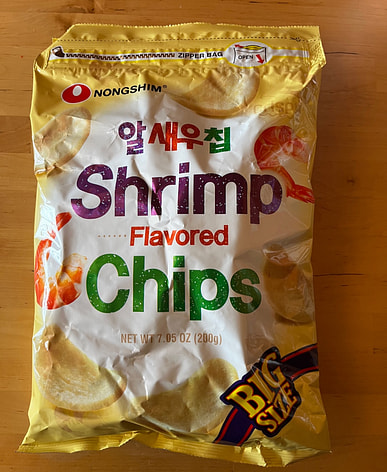 ZIPPER BAG
OPEN
NONGSHIM®
crispy
알새우칩
Shrimp
Flavored
Chips
NET WT 7.05 OZ (200g)
BIG
SIZE